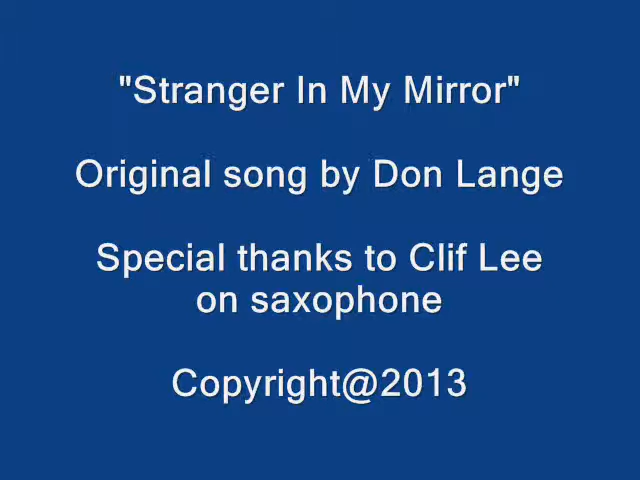 "Stranger In My Mirror"
Original song by Don Lange
Special thanks to Clif Lee
on saxophone
Copyright@2013